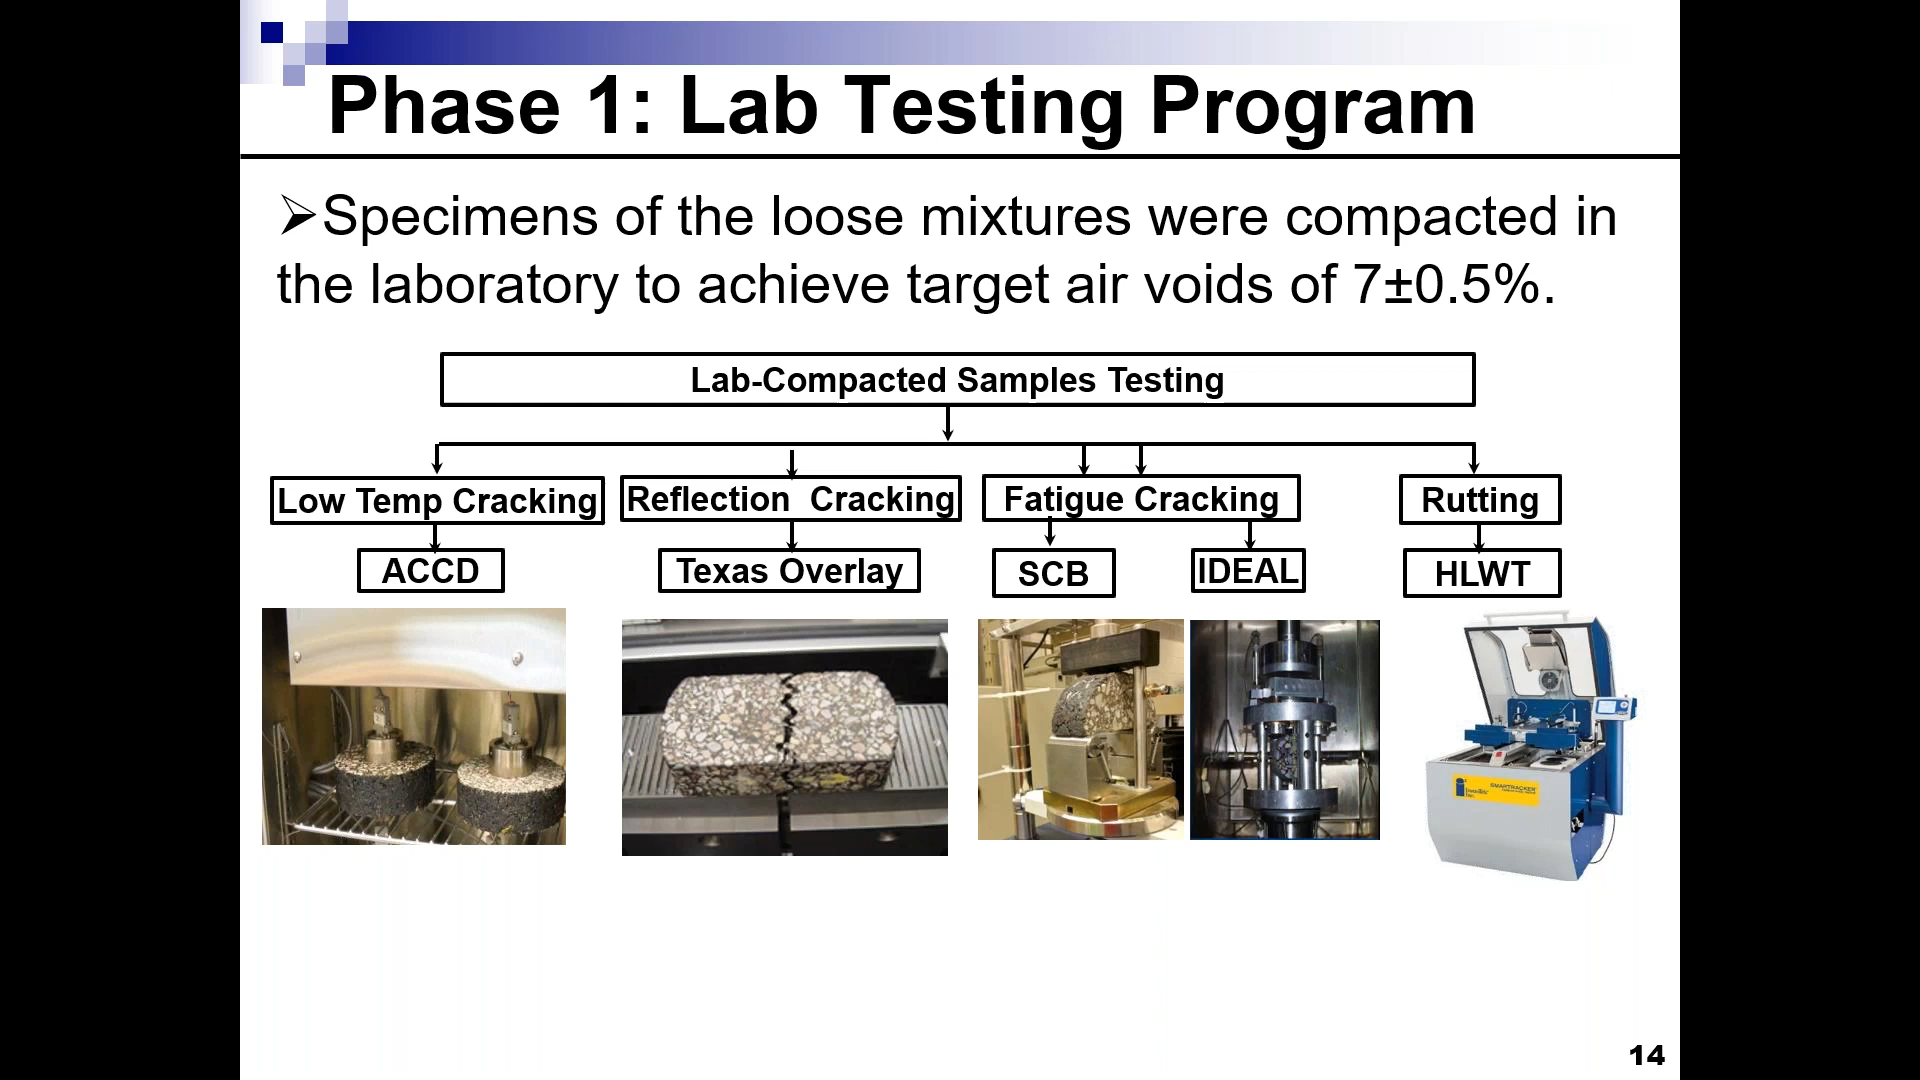 Phase 1: Lab Testing Program
➢Specimens of the loose mixtures were compacted in
the laboratory to achieve target air voids of 7±0.5%.
Lab-Compacted Samples Testing
Low Temp Cracking
Reflection Cracking
Fatigue Cracking
Rutting
ACCD
Texas Overlay
SCB
IDEAL
HLWT
SMARTRACKER
14